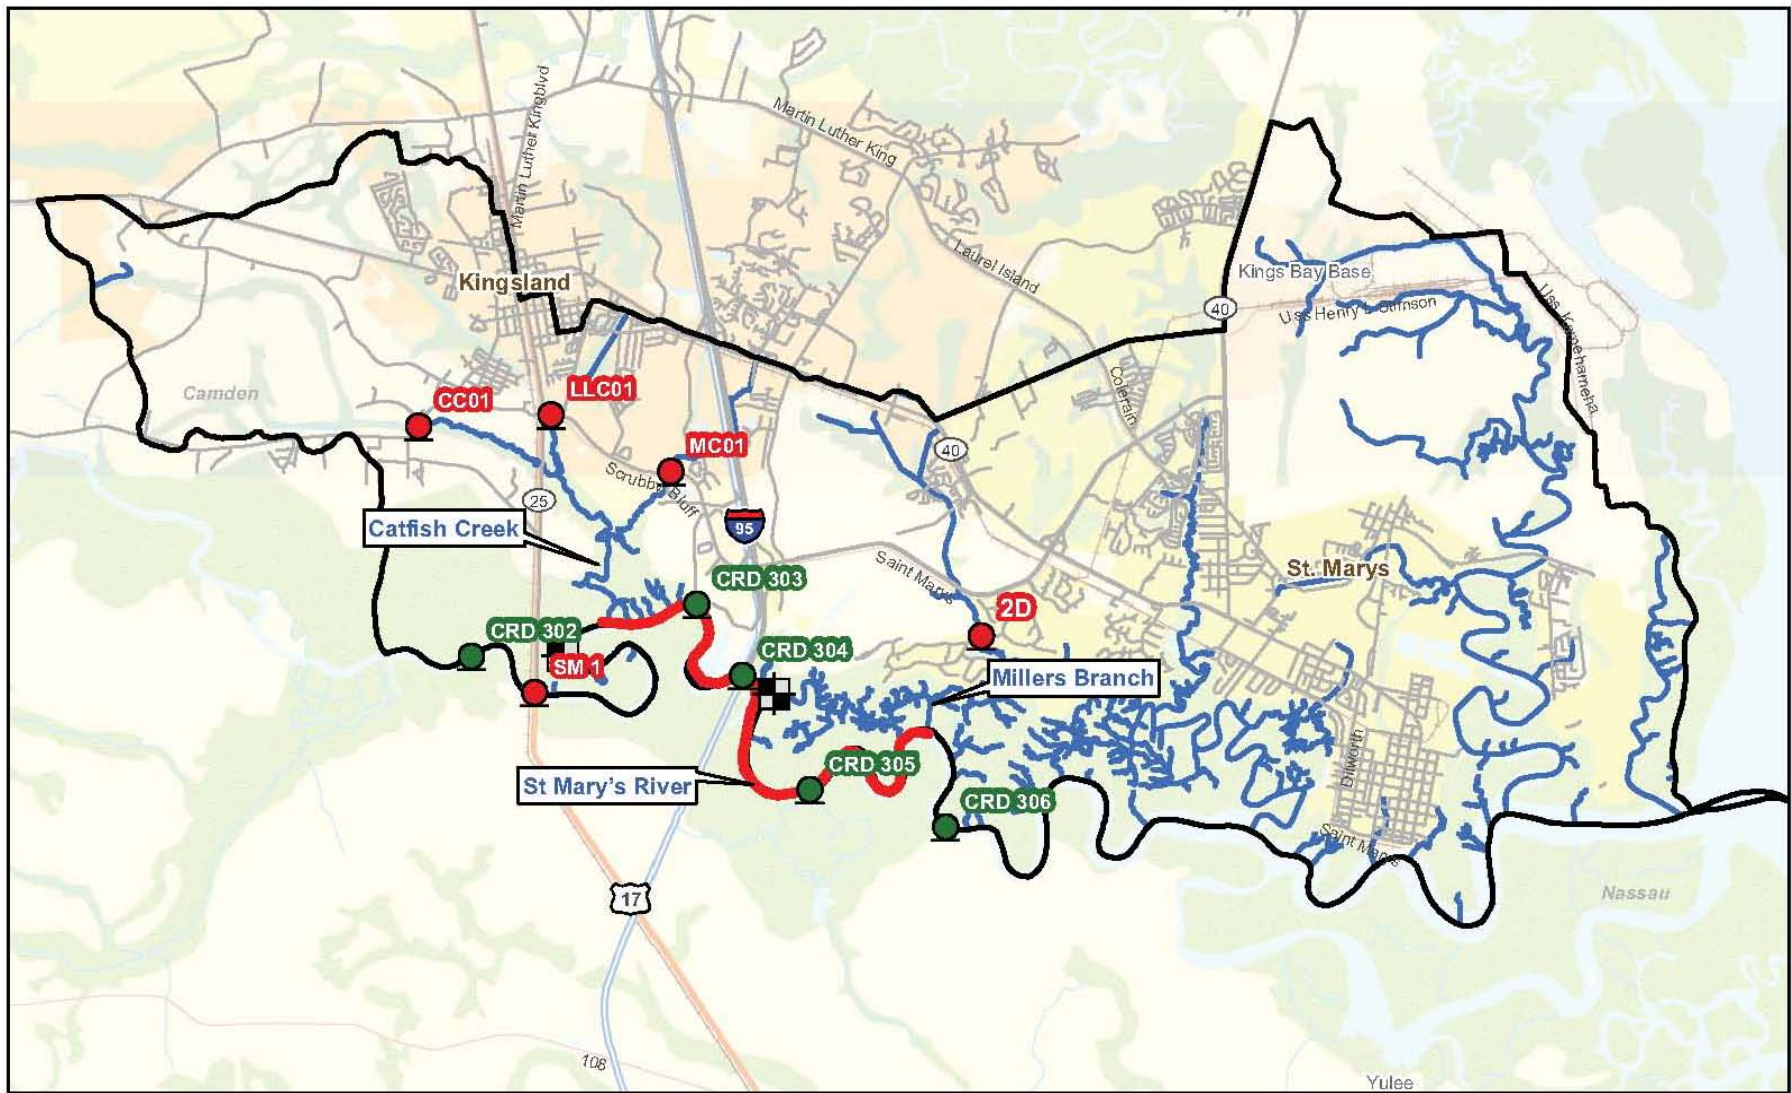 Martin Luther Kingblvd
Martin Luther King
Laurel Island
Kingsland
Kings Bay Base
Uss Henry L Stimson
Uss Kamehameha
40
Camden
CC01
LLC01
Colerain
MC01
40
Scrubby Bluff
25
Catfish Creek
95
Saint Marys
St. Marys
CRD 303
2D
CRD 302
CRD 304
SM 1
Millers Branch
St Mary's River
CRD 305
Dilworth
CRD 306
Saint Marys
17
Nassau
108
Yulee